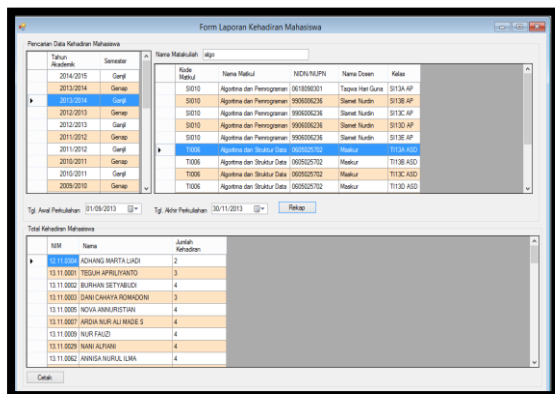 Form Laporan Kehadiran Mahasiswa
Pencarian Data Kehadiran Mahasiswa
Tahun Akademik Semester
2014/2015 Ganjil
2013/2014 Genap
2013/2014 Ganjil
2012/2013 Genap
2012/2013 Ganjil
2011/2012 Genap
2011/2012 Ganjil
2010/2011 Genap
2010/2011 Ganjil
2009/2010 Genap
Nama Matakuliah algo
Kode Matkul Nama Matkul NIDN/NUPN Nama Dosen Kelas
SI010 Algoritma dan Pemrograman 0618098301 Taqwa Hari Guna SI13A AP
SI010 Algoritma dan Pemrograman 9906006236 Slamet Nurdin SI13B AP
SI010 Algoritma dan Pemrograman 9906006236 Slamet Nurdin SI13C AP
SI010 Algoritma dan Pemrograman 9906006236 Slamet Nurdin SI13D AP
SI010 Algoritma dan Pemrograman 9906006236 Slamet Nurdin SI13E AP
TI006 Algoritma dan Struktur Data 0605025702 Maskur TI13A ASD
TI006 Algoritma dan Struktur Data 0605025702 Maskur TI13B ASD
TI006 Algoritma dan Struktur Data 0605025702 Maskur TI13C ASD
TI006 Algoritma dan Struktur Data 0605025702 Maskur TI13D ASD
Tgl. Awal Perkuliahan 01/09/2013 Tgl. Akhir Perkuliahan 30/11/2013 Rekap
Total Kehadiran Mahasiswa
NIM Nama Jumlah Kehadiran
12.11.0304 ADHANG MARTA LIADI 2
13.11.0001 TEGUH APRILIYANTO 3
13.11.0002 BURHAN SETYABUDI 4
13.11.0003 DANI CAHAYA ROMADONI 3
13.11.0005 NOVA ANNURISTIAN 4
13.11.0007 ARDIA NUR ALI MADE S 4
13.11.0009 NUR FAUZI 4
13.11.0029 NANI ALFIANI 4
13.11.0062 ANNISA NURUL ILMA 4
Cetak